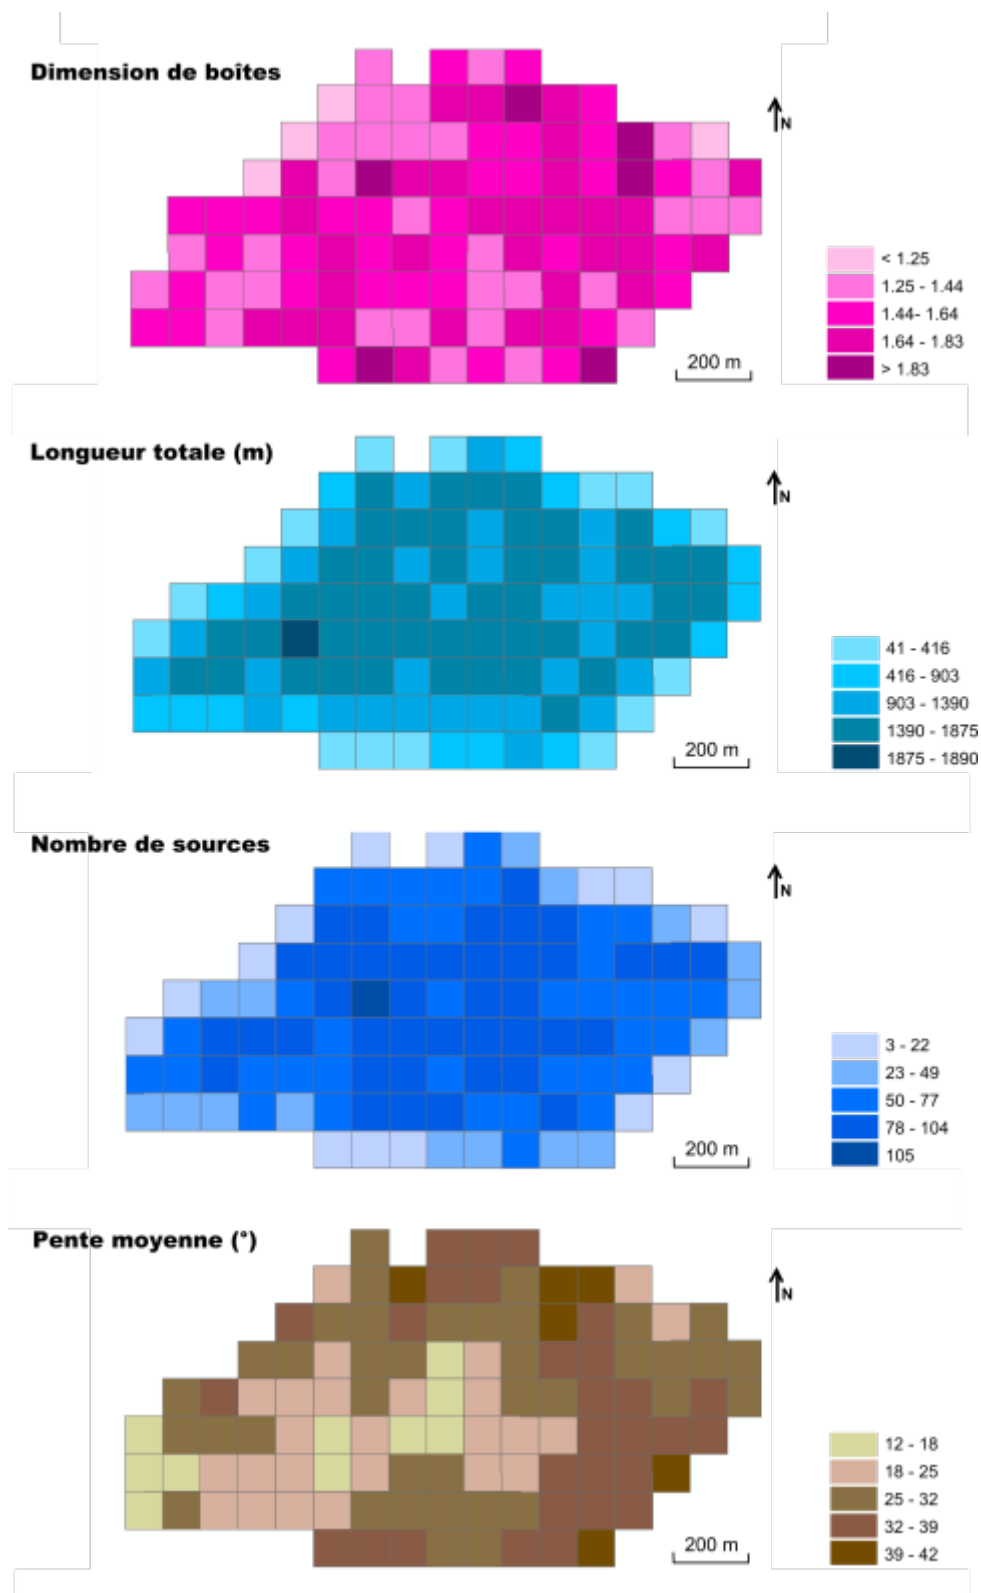 Dimension de boîtes
N
< 1.25
1.25 - 1.44
1.44- 1.64
1.64 - 1.83
> 1.83
200 m
Longueur totale (m)
N
41 - 416
416 - 903
903 - 1390
1390 - 1875
1875 - 1890
200 m
Nombre de sources
N
3 - 22
23 - 49
50 - 77
78 - 104
105
200 m
Pente moyenne (°)
N
12 - 18
18 - 25
25 - 32
32 - 39
39 - 42
200 m